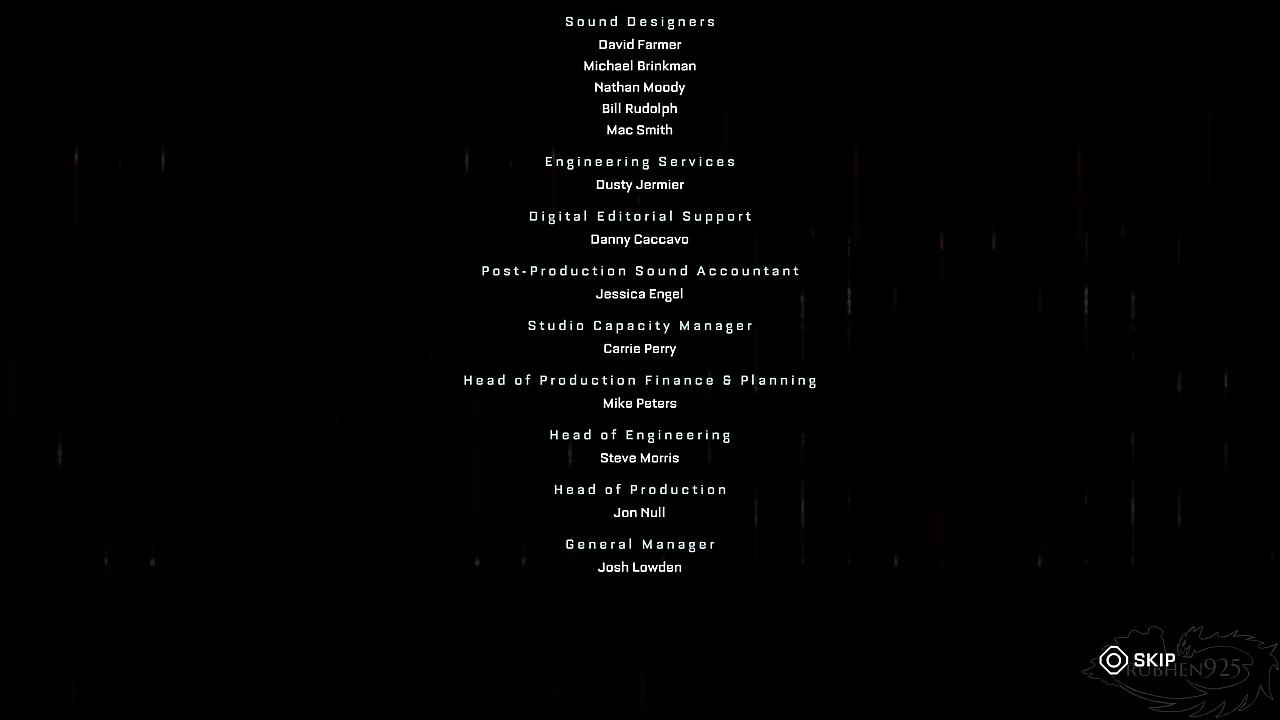 Sound Designers
David Farmer
Michael Brinkman
Nathan Moody
Bill Rudolph
Mac Smith
Engineering Services
Dusty Jermier
Digital Editorial Support
Danny Caccavo
Post-Production Sound Accountant
Jessica Engel
Studio Capacity Manager
Carrie Perry
Head of Production Finance & Planning
Mike Peters
Head of Engineering
Steve Morris
Head of Production
Jon Null
General Manager
Josh Lowden
SKIP
RUBHEN925